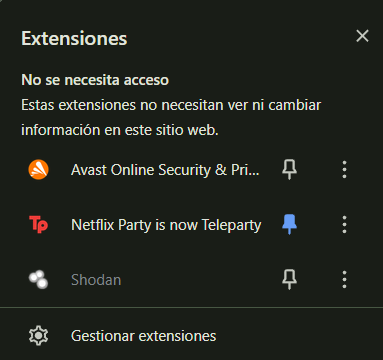 Extensiones
No se necesita acceso
Estas extensiones no necesitan ver ni cambiar
información en este sitio web.
Avast Online Security & Pri...
Tp Netflix Party is now Teleparty
Shodan
Gestionar extensiones